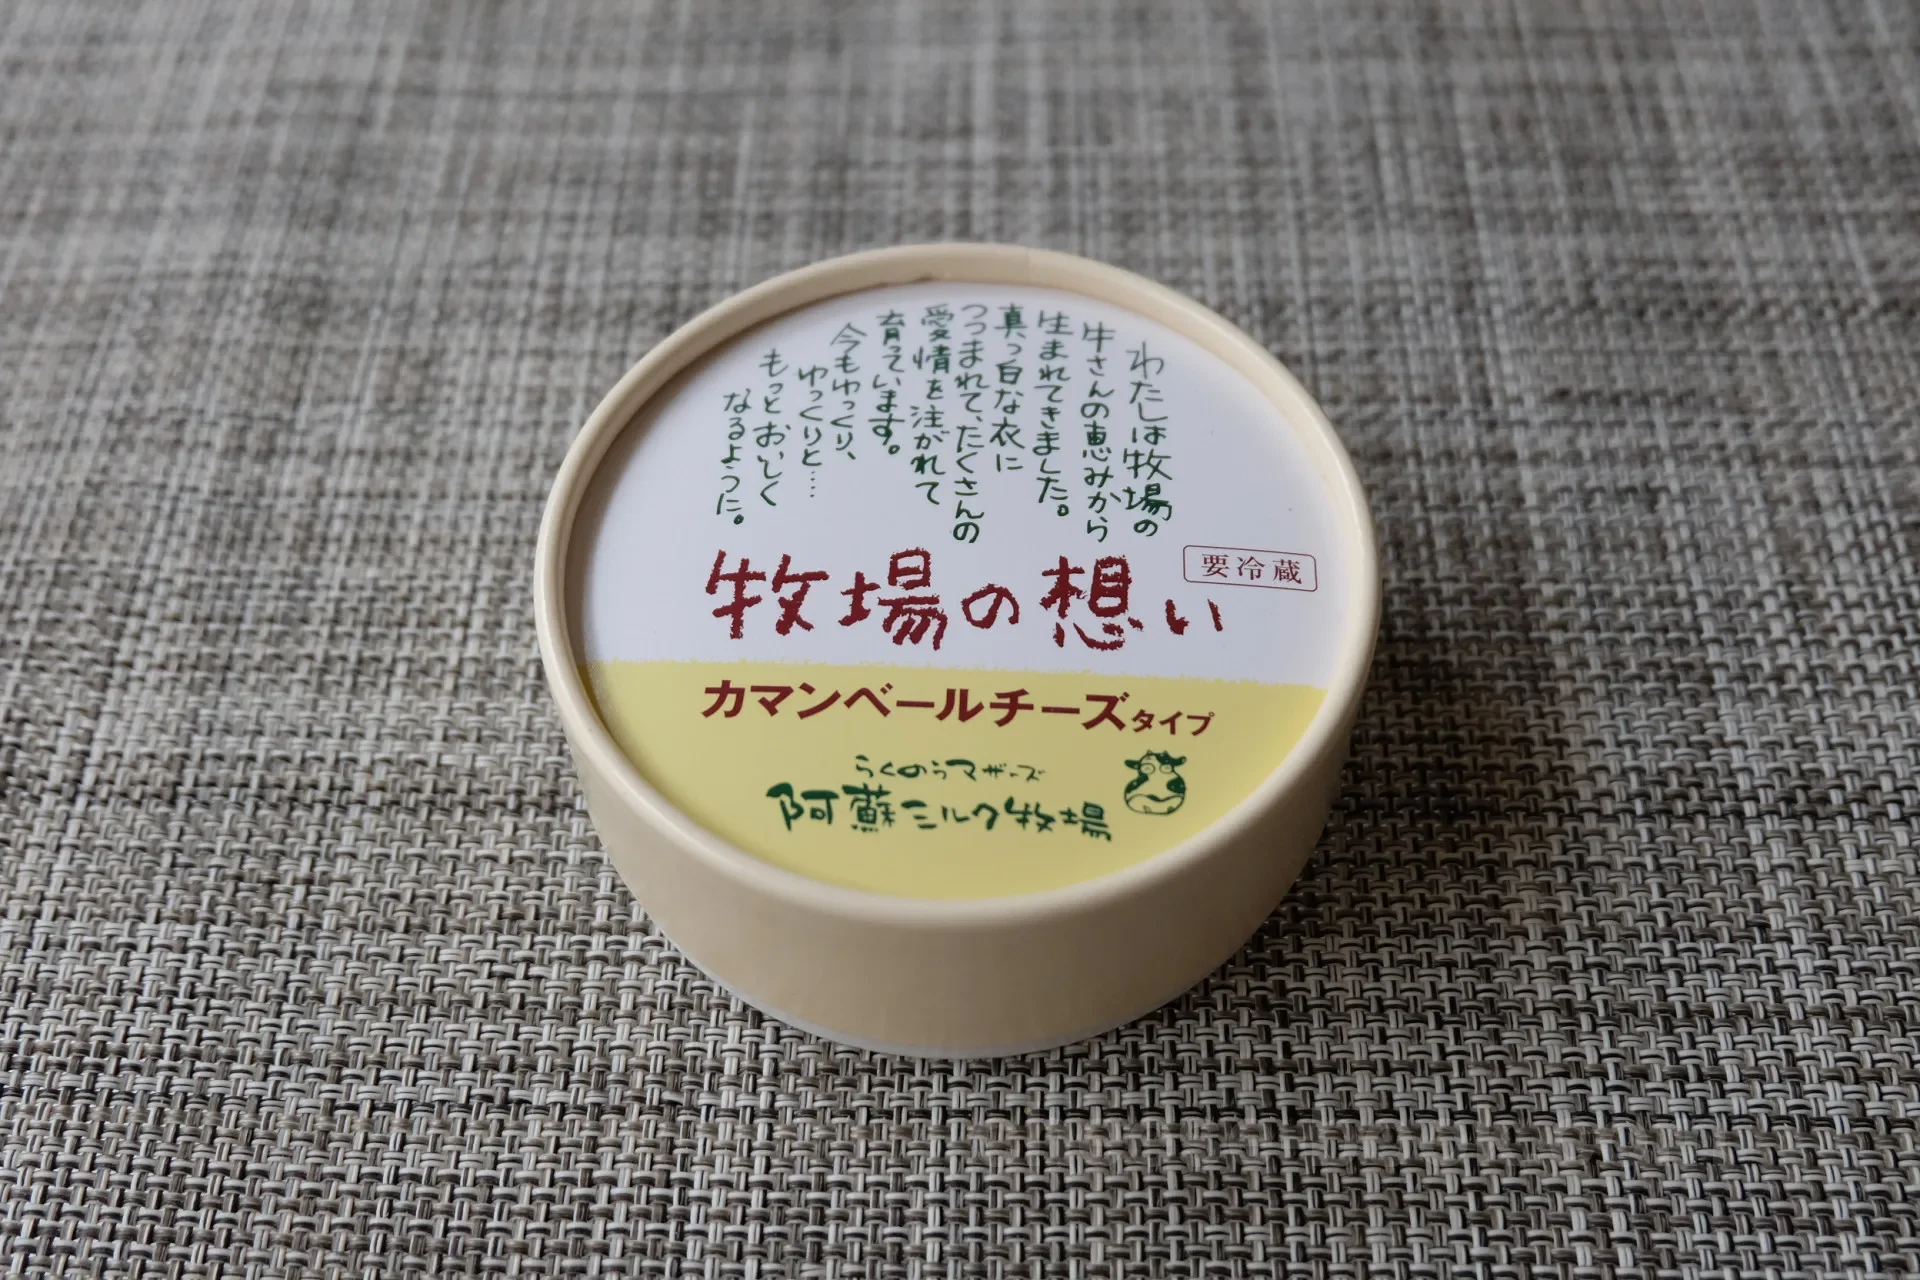 わたしは牧場の
牛さんの恵みから
生まれてきました。
真っ白な衣に
つつまれて、たくさんの
愛情を注がれて
育っています。
今もゆっくり、
ゆっくりと……
もっとおいしく
なるように。
牧場の想い
要冷蔵
カマンベールチーズタイプ
らくのうマザーズ
阿蘇ミルク牧場